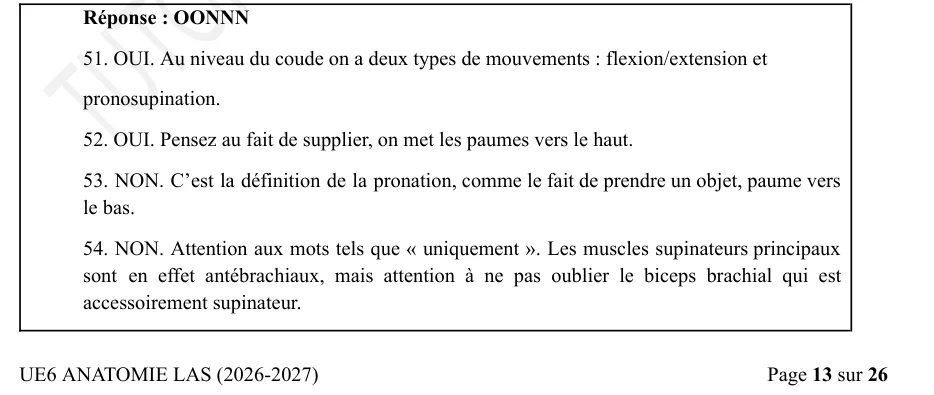 Réponse : OONNN
51. OUI. Au niveau du coude on a deux types de mouvements : flexion/extension et
pronosupination.
52. OUI. Pensez au fait de supplier, on met les paumes vers le haut.
53. NON. C’est la définition de la pronation, comme le fait de prendre un objet, paume vers
le bas.
54. NON. Attention aux mots tels que « uniquement ». Les muscles supinateurs principaux
sont en effet antébrachiaux, mais attention à ne pas oublier le biceps brachial qui est
accessoirement supinateur.
UE6 ANATOMIE LAS (2026-2027) Page 13 sur 26